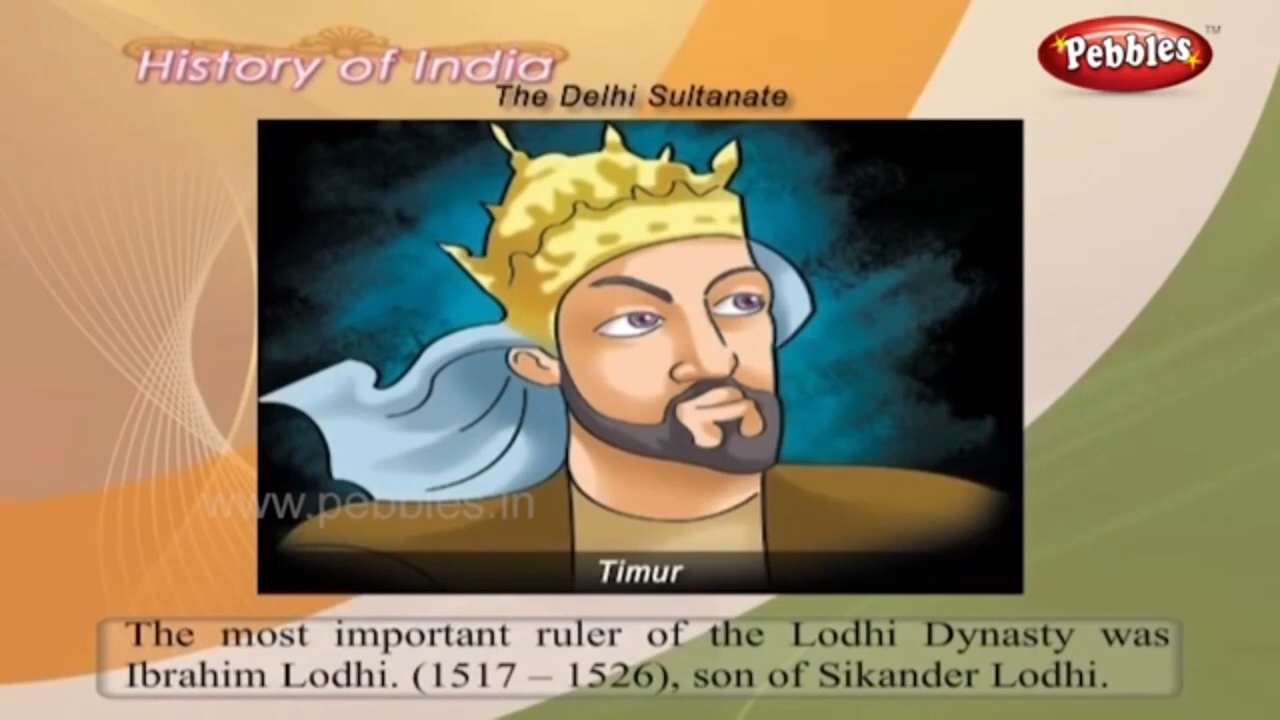 History of India
Pebbles TM
The Delhi Sultanate
www.pebbles.in
Timur
The most important ruler of the Lodhi Dynasty was
Ibrahim Lodhi. (1517 – 1526), son of Sikander Lodhi.